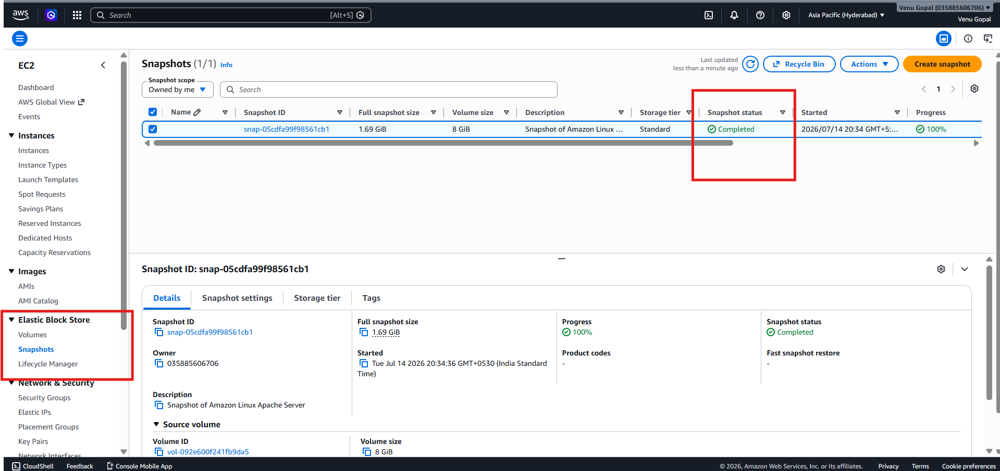 aws
Search [Alt+S]
Asia Pacific (Hyderabad)
Venu Gopal (035885606706)
Venu Gopal
EC2
Dashboard
AWS Global View
Events
Instances
Instances
Instance Types
Launch Templates
Spot Requests
Savings Plans
Reserved Instances
Dedicated Hosts
Capacity Reservations
Images
AMIs
AMI Catalog
Elastic Block Store
Volumes
Snapshots
Lifecycle Manager
Network & Security
Security Groups
Elastic IPs
Placement Groups
Key Pairs
Network Interfaces
Snapshots (1/1) Info
Last updated
less than a minute ago
Recycle Bin
Actions
Create snapshot
Snapshot scope
Owned by me
Search
1
Name Snapshot ID Full snapshot size Volume size Description Storage tier Snapshot status Started Progress
snap-05cdfa99f98561cb1 1.69 GiB 8 GiB Snapshot of Amazon Linux ... Standard Completed 2026/07/14 20:34 GMT+5:... 100%
Snapshot ID: snap-05cdfa99f98561cb1
Details Snapshot settings Storage tier Tags
Snapshot ID
snap-05cdfa99f98561cb1
Full snapshot size
1.69 GiB
Progress
100%
Snapshot status
Completed
Owner
035885606706
Started
Tue Jul 14 2026 20:34:36 GMT+0530 (India Standard
Time)
Product codes
-
Fast snapshot restore
-
Description
Snapshot of Amazon Linux Apache Server
Source volume
Volume ID
vol-092e600f241fb9da5
Volume size
8 GiB
CloudShell Feedback Console Mobile App
© 2026, Amazon Web Services, Inc. or its affiliates. Privacy Terms Cookie preferences